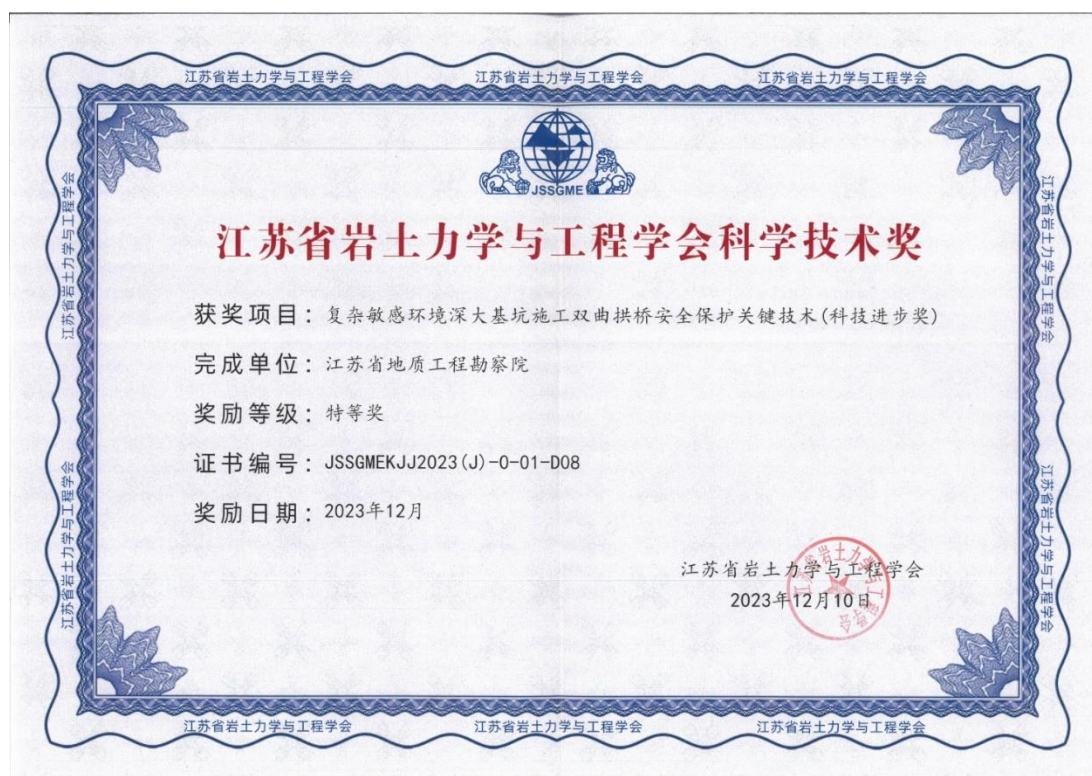 江苏省岩土力学与工程学会 江苏省岩土力学与工程学会 江苏省岩土力学与工程学会
江苏省岩土力学与工程学会
江苏省岩土力学与工程学会
江苏省岩土力学与工程学会
江苏省岩土力学与工程学会
JSSGME
江苏省岩土力学与工程学会科学技术奖
获奖项目：复杂敏感环境深大基坑施工双曲拱桥安全保护关键技术(科技进步奖)
完成单位：江苏省地质工程勘察院
奖励等级：特等奖
证书编号：JSSGMEKJJ2023(J)-0-01-D08
奖励日期：2023年12月
江苏省岩土力学与工程学会
2023年12月10日
江苏省岩土力学与工程学会
江苏省岩土力学与工程学会 江苏省岩土力学与工程学会 江苏省岩土力学与工程学会